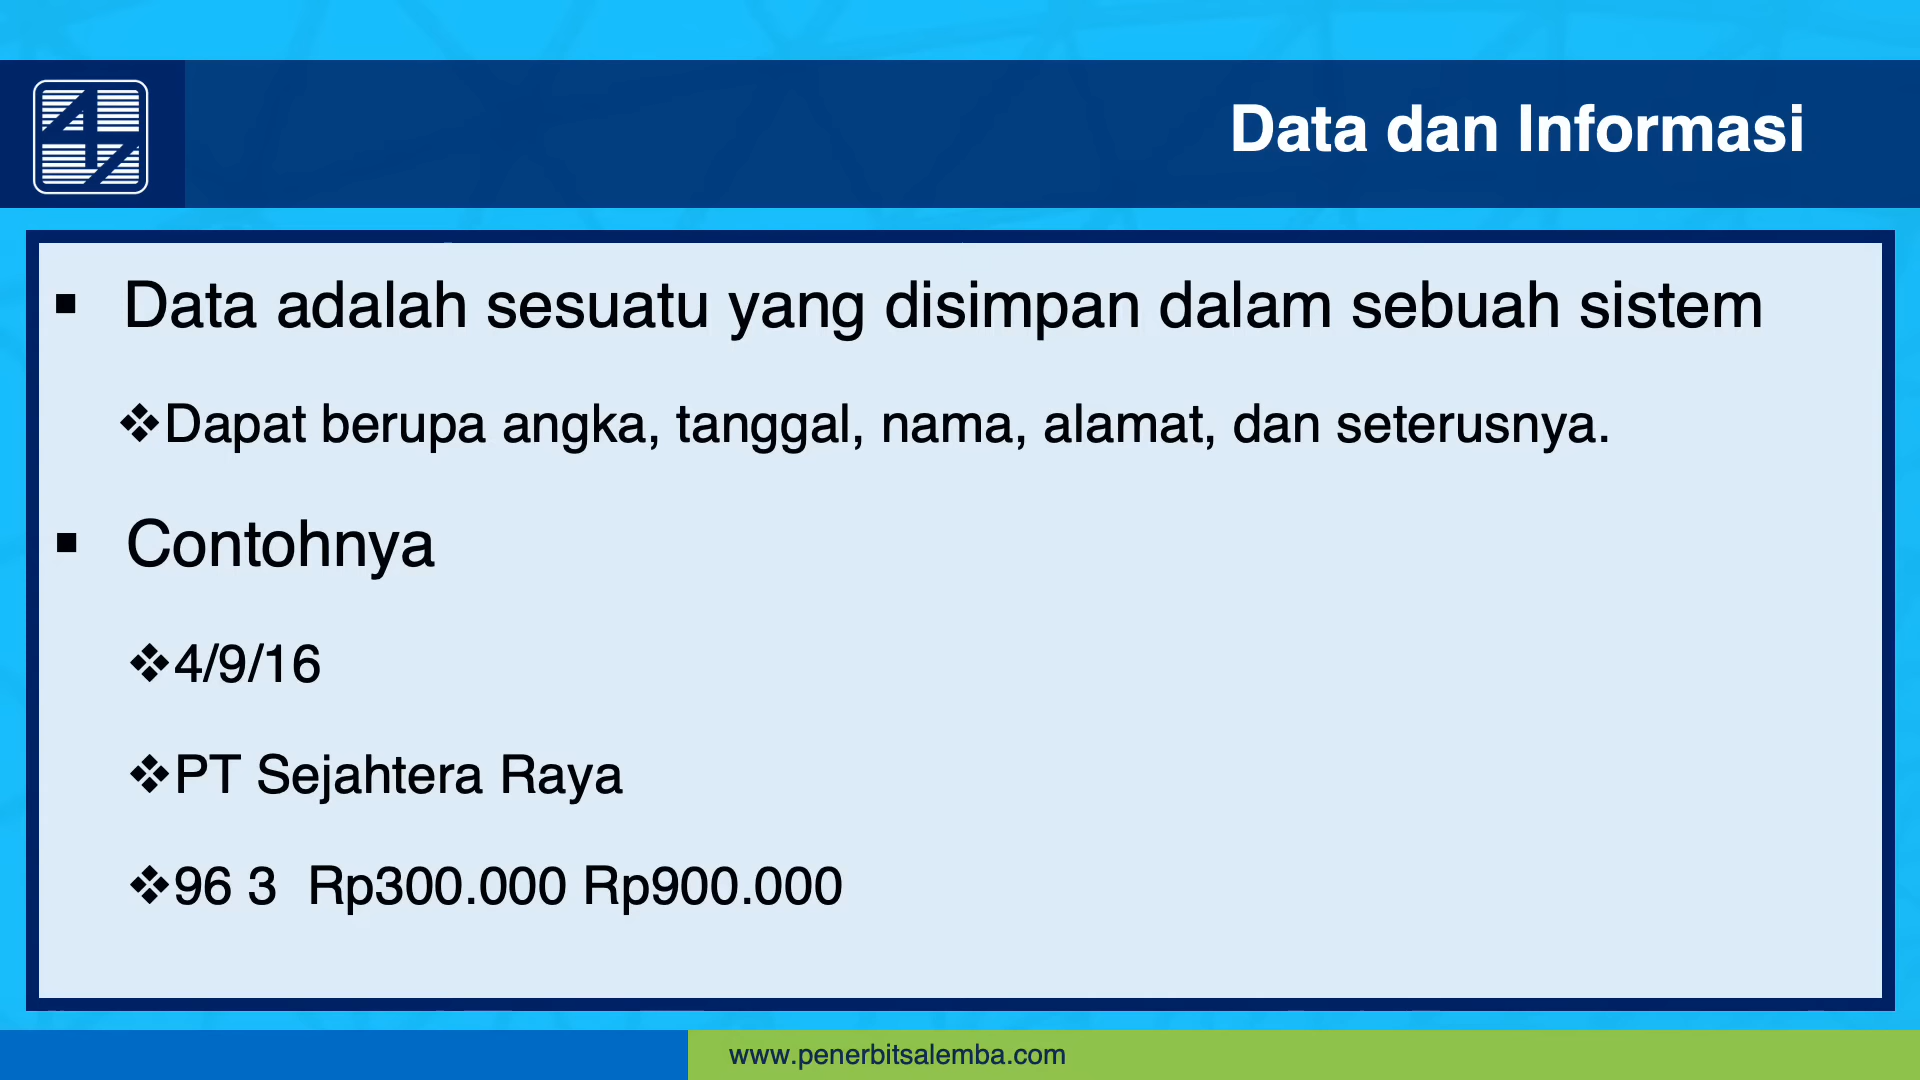 Data dan Informasi
▪ Data adalah sesuatu yang disimpan dalam sebuah sistem
❖Dapat berupa angka, tanggal, nama, alamat, dan seterusnya.
▪ Contohnya
❖4/9/16
❖PT Sejahtera Raya
❖96 3  Rp300.000 Rp900.000
www.penerbitsalemba.com